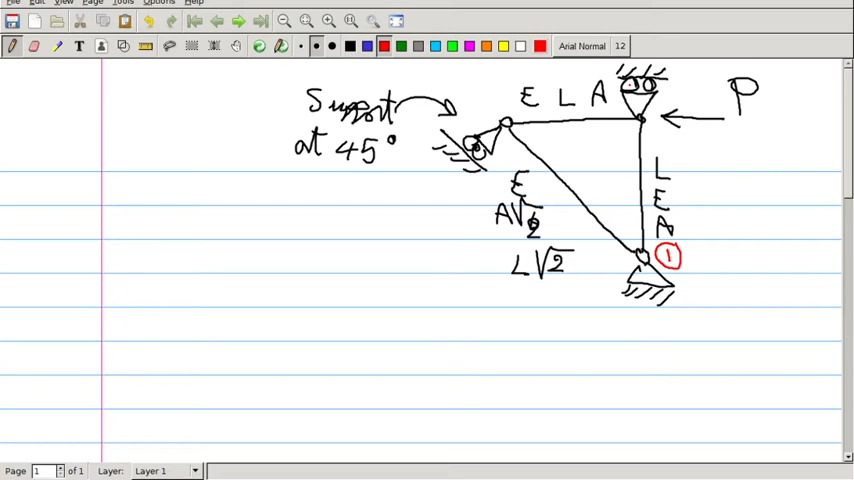 File Edit View Page Tools Options Help
T
Arial Normal 12
Support
at 45°
E L A
P
L
E
A
E
A√2
L√2
1
Page 1 of 1 Layer: Layer 1